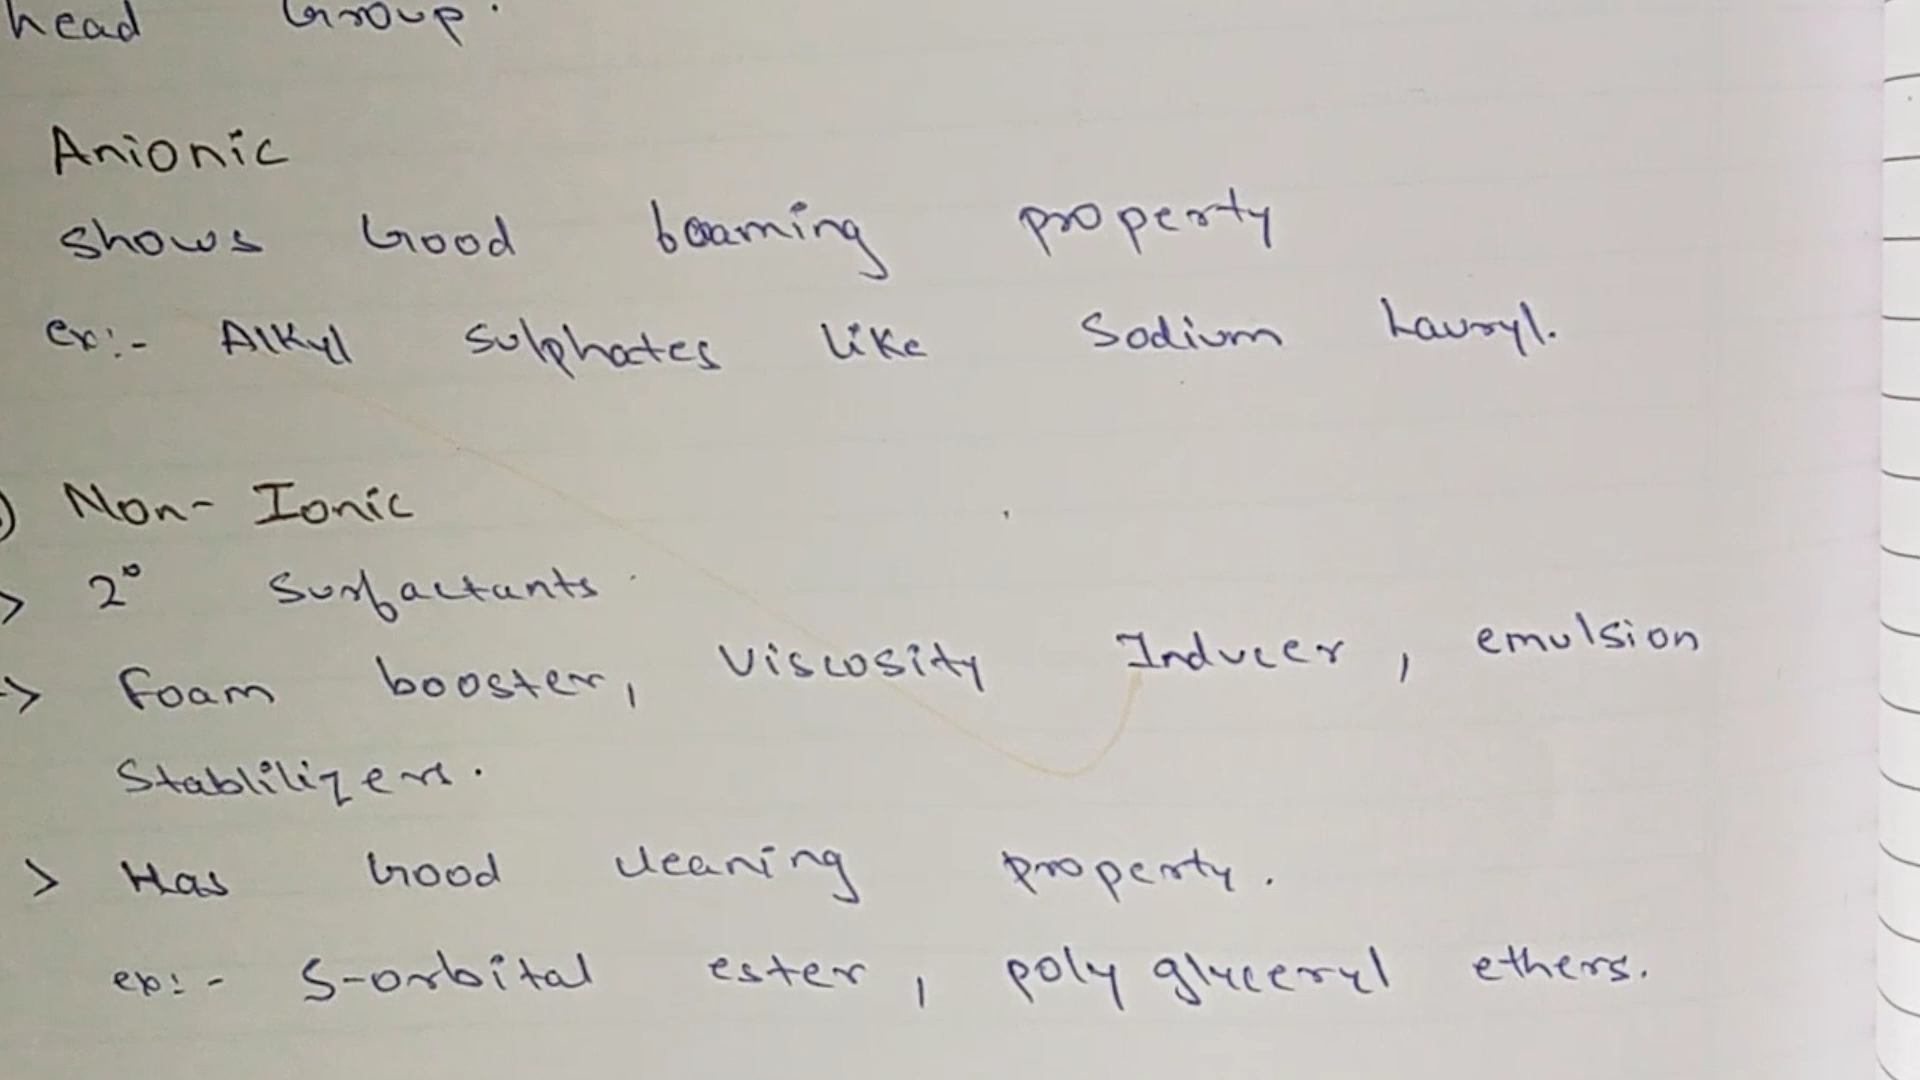 head Group.
Anionic
shows Good foaming property
ex:- Alkyl sulphates like Sodium Lauryl.
) Non-Ionic
> 2° Surfactants
-> Foam booster, Viscosity Inducer, emulsion
Stablilizers.
> Has Good cleaning property.
ex:- S-orbital ester, poly glyceryl ethers.